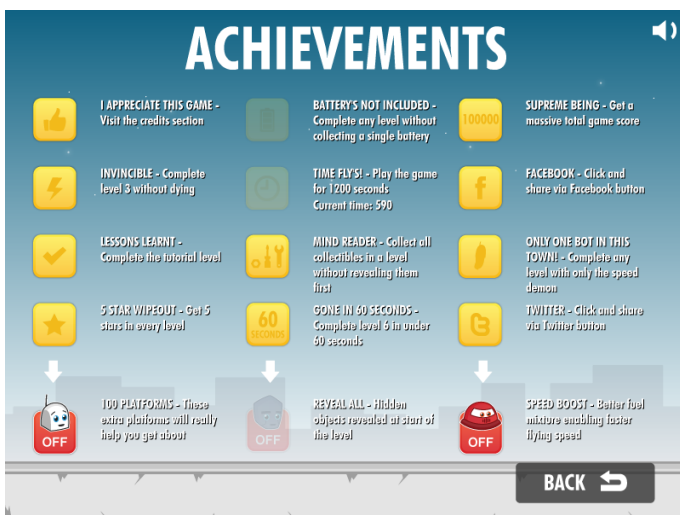 ACHIEVEMENTS
I APPRECIATE THIS GAME -
Visit the credits section
BATTERY'S NOT INCLUDED -
Complete any level without
collecting a single battery
100000
SUPREME BEING - Get a
massive total game score
INVINCIBLE - Complete
level 3 without dying
TIME FLY'S! - Play the game
for 1200 seconds
Current time: 590
f
FACEBOOK - Click and
share via Facebook button
LESSONS LEARNT -
Complete the tutorial level
MIND READER - Collect all
collectibles in a level
without revealing them
first
ONLY ONE BOT IN THIS
TOWN! - Complete any
level with only the speed
demon
5 STAR WIPEOUT - Get 5
stars in every level
60
SECONDS
GONE IN 60 SECONDS -
Complete level 6 in under
60 seconds
TWITTER - Click and share
via Twitter button
OFF
100 PLATFORMS - These
extra platforms will really
help you get about
OFF
REVEAL ALL - Hidden
objects revealed at start of
the level
OFF
SPEED BOOST - Better fuel
mixture enabling faster
flying speed
BACK